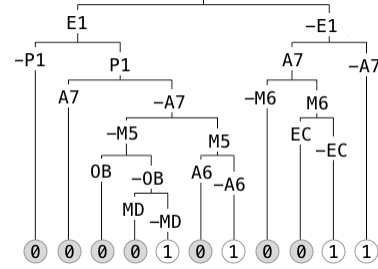 E1 −E1
−P1 P1 A7 −A7
A7 −A7 −M6 M6
−M5 M5 EC −EC
OB −OB A6 −A6
MD −MD
0 0 0 0 1 0 1 0 0 1 1